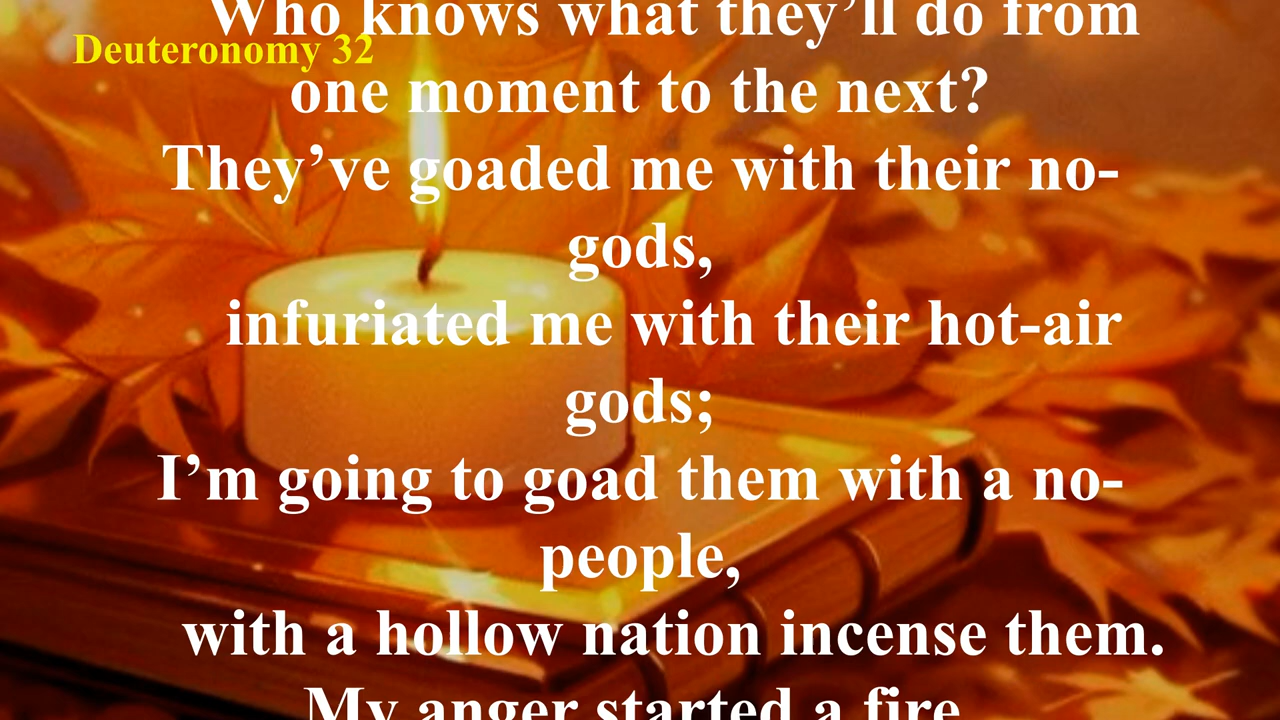 Who knows what they’ll do from
Deuteronomy 32
one moment to the next?
They’ve goaded me with their no-
gods,
infuriated me with their hot-air
gods;
I’m going to goad them with a no-
people,
with a hollow nation incense them.
My anger started a fire,